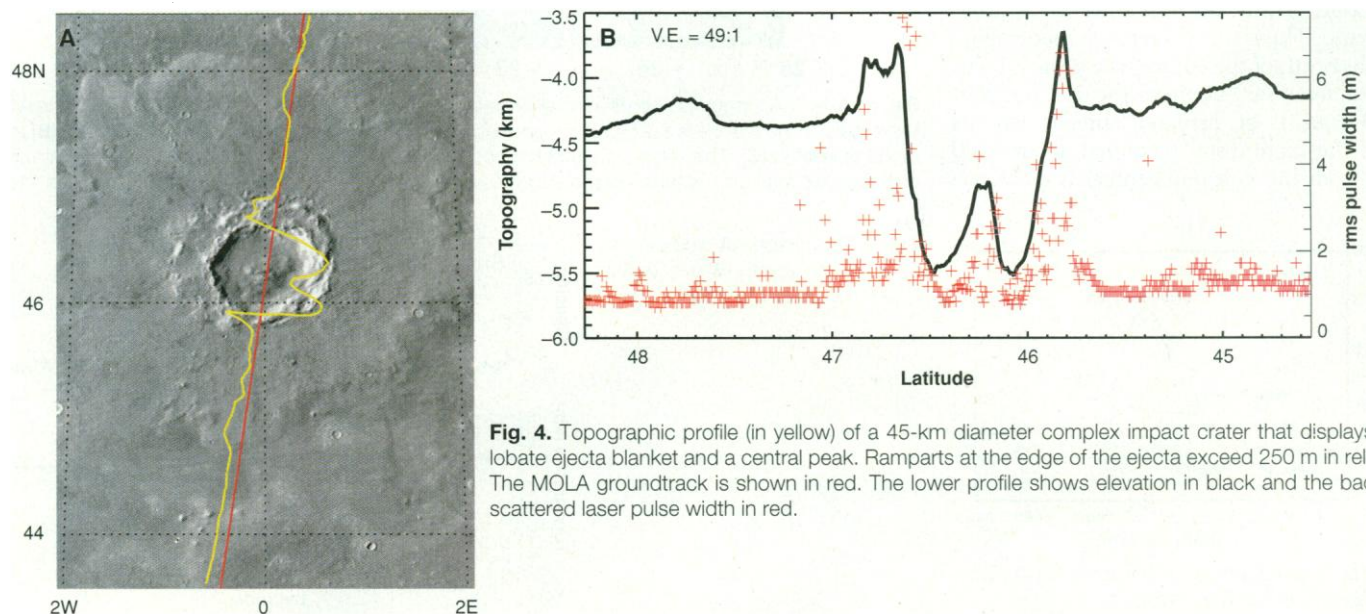 A
48N
46
44
2W
0
2E
B
V.E. = 49:1
Topography (km)
-3.5
-4.0
-4.5
-5.0
-5.5
-6.0
48
47
46
45
Latitude
6
4
2
0
rms pulse width (m)
Fig. 4. Topographic profile (in yellow) of a 45-km diameter complex impact crater that displays
lobate ejecta blanket and a central peak. Ramparts at the edge of the ejecta exceed 250 m in rel
The MOLA groundtrack is shown in red. The lower profile shows elevation in black and the bac
scattered laser pulse width in red.